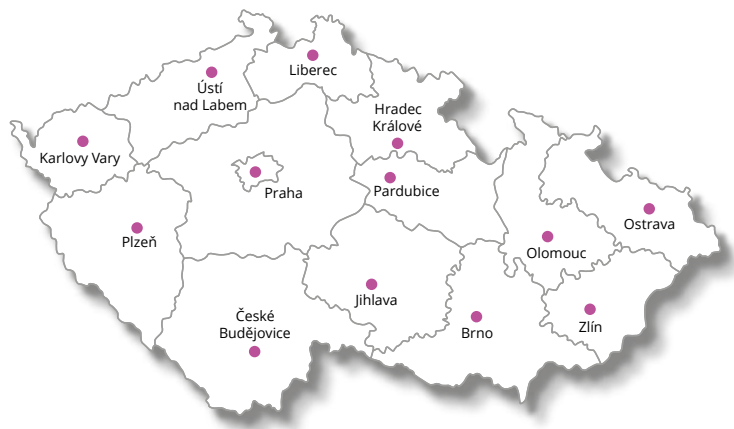 Liberec
Ústí
nad Labem
Hradec
Králové
Karlovy Vary
Praha
Pardubice
Ostrava
Plzeň
Olomouc
Jihlava
České
Budějovice
Brno
Zlín